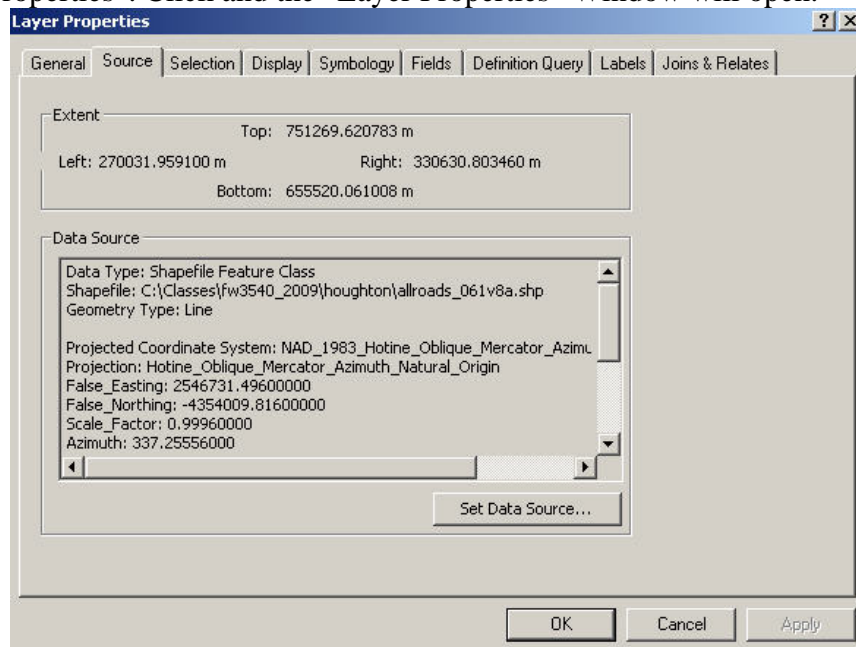 Properties". Click and the "Layer Properties" window will open.
Layer Properties
General Source Selection Display Symbology Fields Definition Query Labels Joins & Relates
Extent
Top: 751269.620783 m
Left: 270031.959100 m Right: 330630.803460 m
Bottom: 655520.061008 m
Data Source
Data Type: Shapefile Feature Class
Shapefile: C:\Classes\fw3540_2009\houghton\allroads_061v8a.shp
Geometry Type: Line
Projected Coordinate System: NAD_1983_Hotine_Oblique_Mercator_Azimu
Projection: Hotine_Oblique_Mercator_Azimuth_Natural_Origin
False_Easting: 2546731.49600000
False_Northing: -4354009.81600000
Scale_Factor: 0.99960000
Azimuth: 337.25556000
Set Data Source...
OK Cancel Apply